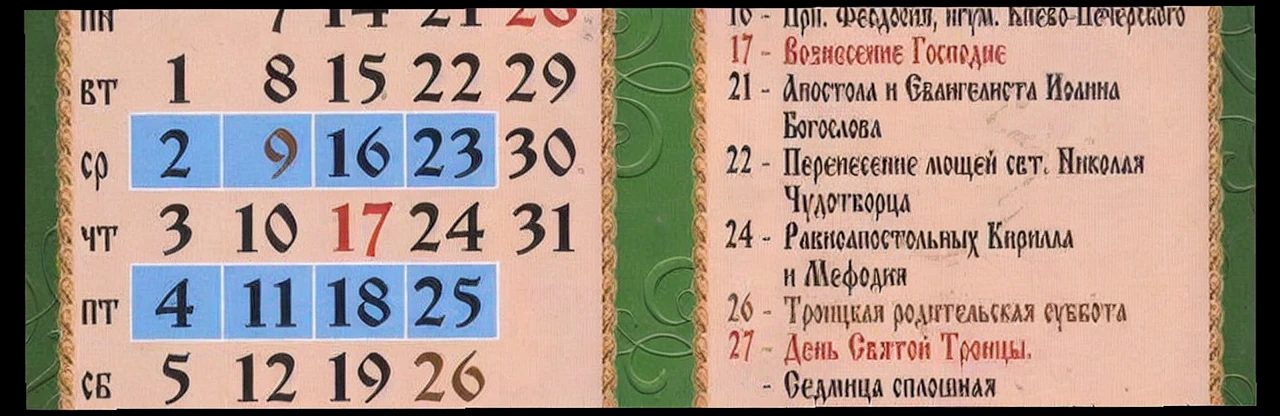 пн 7 14 21 28
вт 1 8 15 22 29
ср 2 9 16 23 30
чт 3 10 17 24 31
пт 4 11 18 25
сб 5 12 19 26
16 - Прп. Феодосия, игум. Киево-Печерского
17 - Вознесение Господне
21 - Апостола и Евангелиста Иоанна
Богослова
22 - Перенесение мощей свт. Николая
Чудотворца
24 - Равноапостольных Кирилла
и Мефодия
26 - Троицкая родительская суббота
27 - День Святой Троицы.
- Седмица сплошная